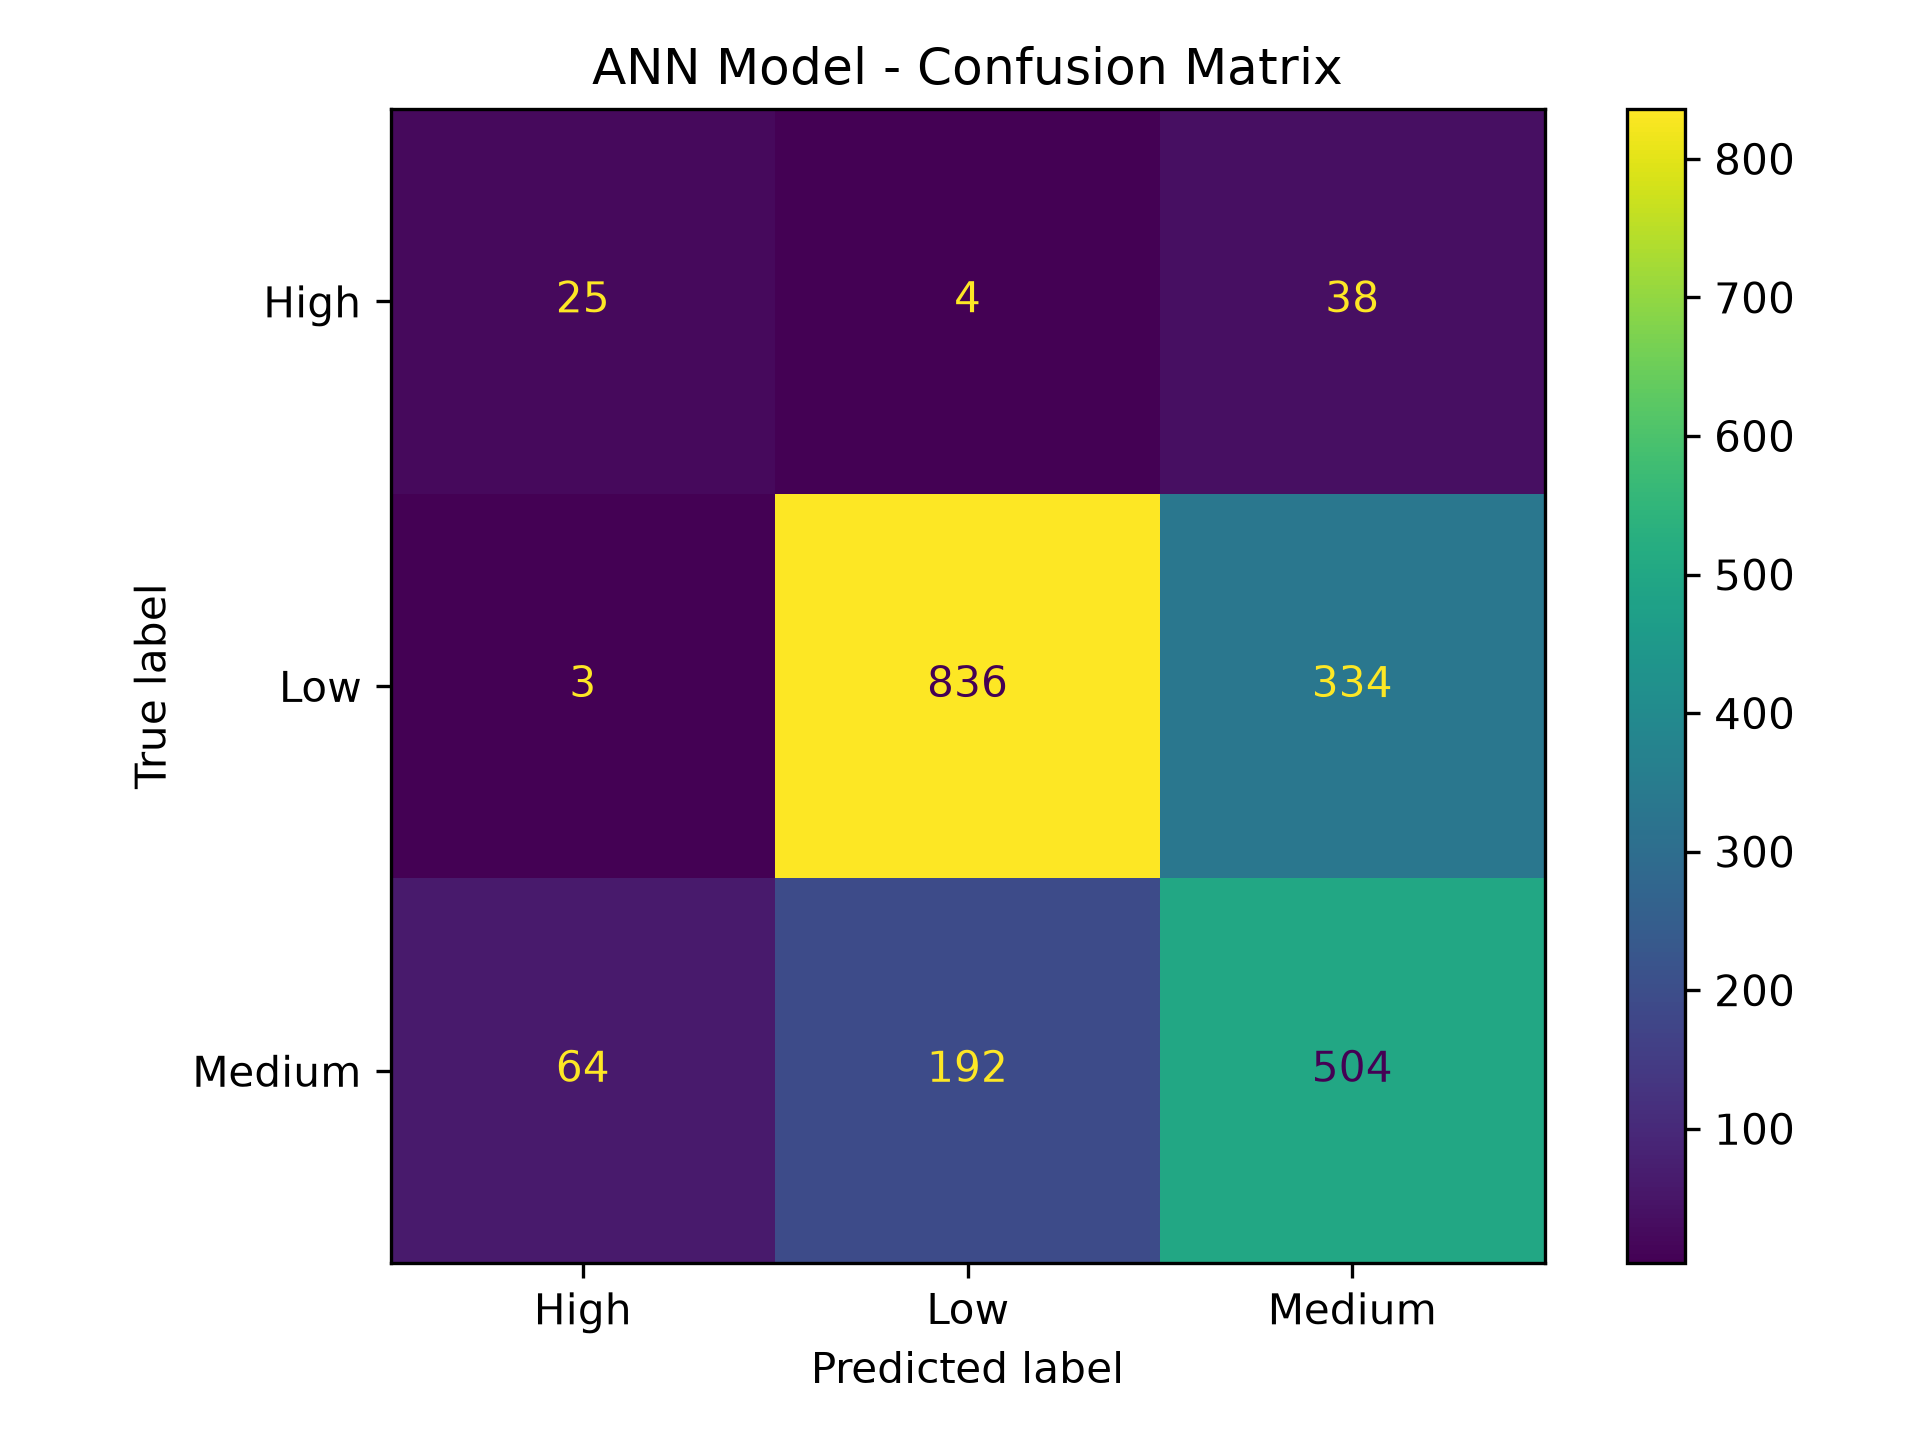 ANN Model - Confusion Matrix
True label
High
25 4 38
Low
3 836 334
Medium
64 192 504
High Low Medium
Predicted label
800
700
600
500
400
300
200
100